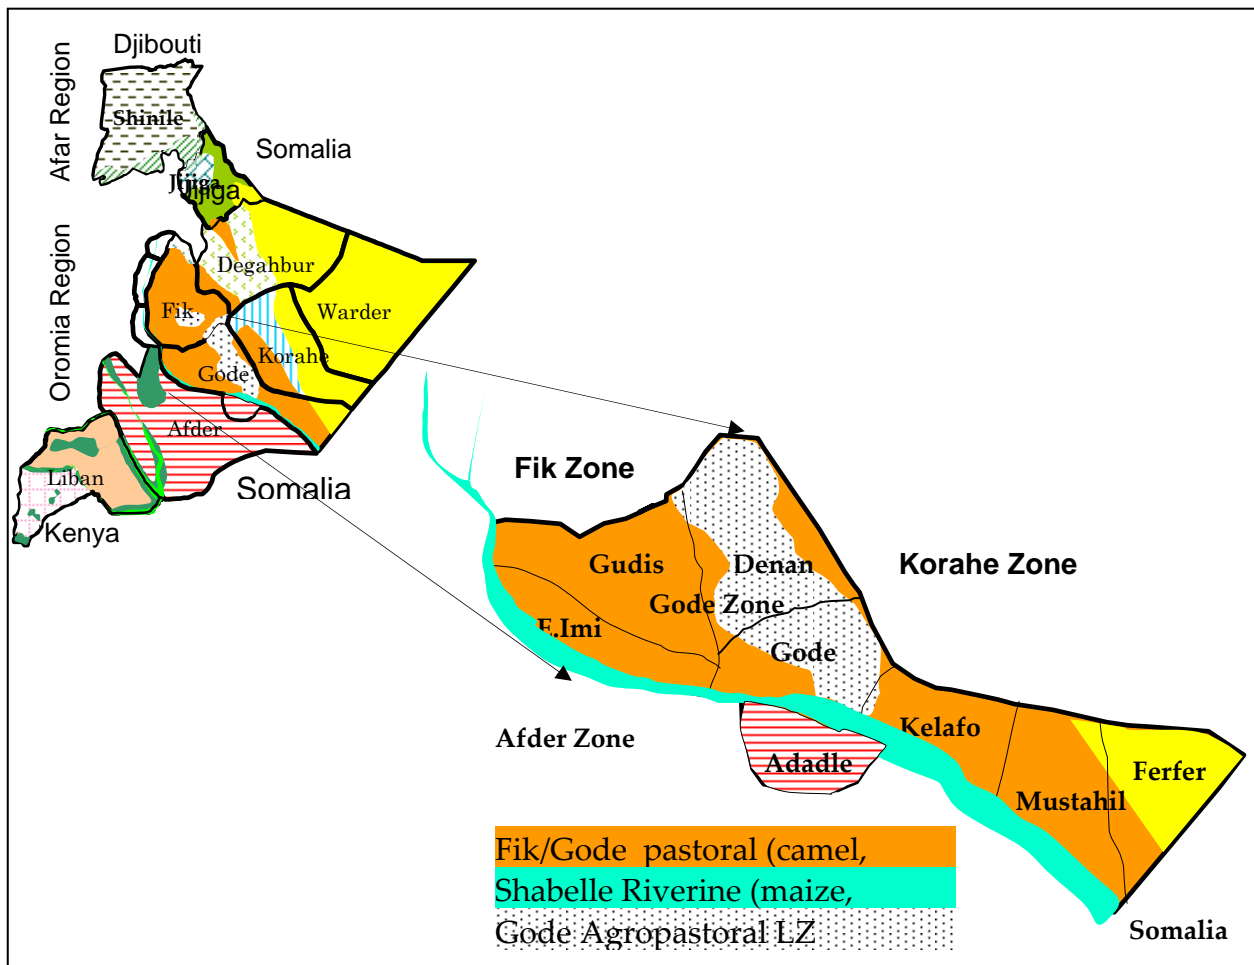 Djibouti
Afar Region
Shinile
Somalia
Jijiga
Jijiga
Oromia Region
Degahbur
Fik
Warder
Korahe
Gode
Afder
Liban
Somalia
Kenya
Fik Zone
Gudis
Denan
Korahe Zone
Gode Zone
E.Imi
Gode
Afder Zone
Kelafo
Adadle
Ferfer
Mustahil
Fik/Gode pastoral (camel,
Shabelle Riverine (maize,
Gode Agropastoral LZ
Somalia